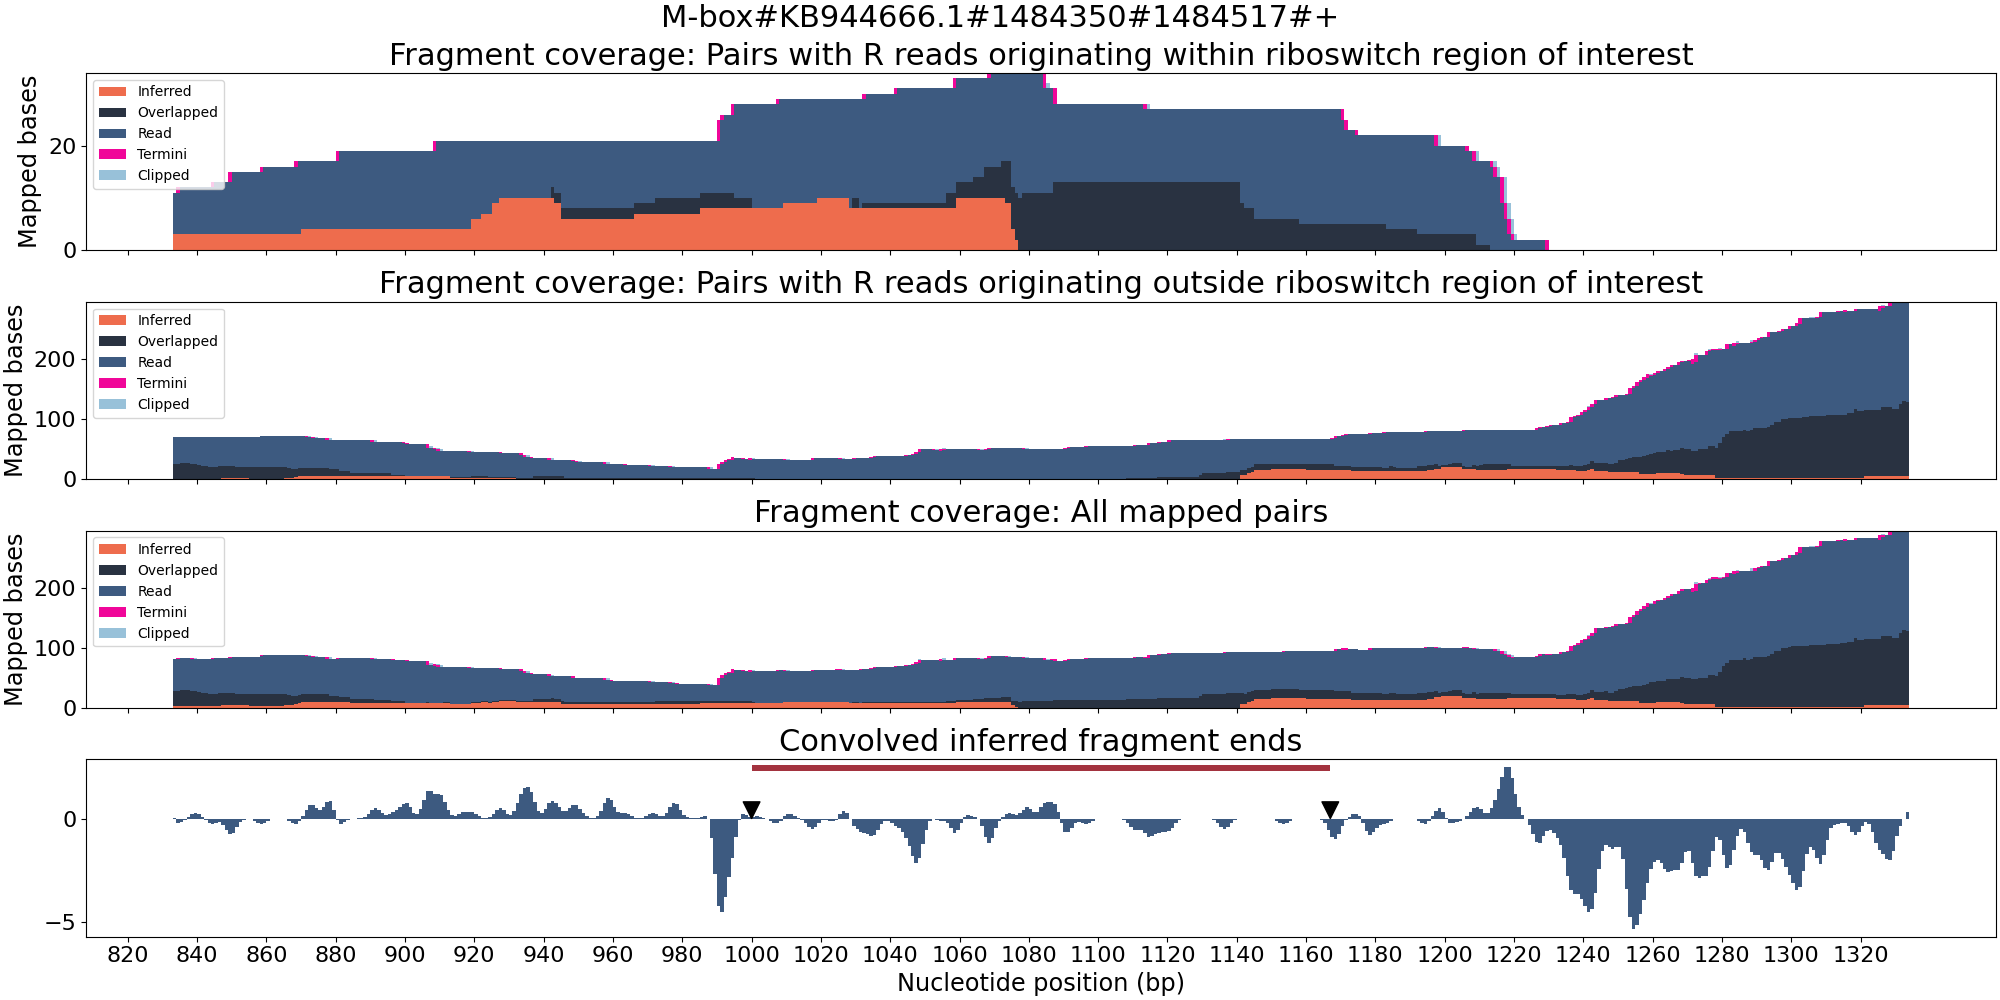 M-box#KB944666.1#1484350#1484517#+
Fragment coverage: Pairs with R reads originating within riboswitch region of interest
Mapped bases
20
0
Inferred
Overlapped
Read
Termini
Clipped
Fragment coverage: Pairs with R reads originating outside riboswitch region of interest
Mapped bases
200
100
0
Inferred
Overlapped
Read
Termini
Clipped
Fragment coverage: All mapped pairs
Mapped bases
200
100
0
Inferred
Overlapped
Read
Termini
Clipped
Convolved inferred fragment ends
0
−5
820 840 860 880 900 920 940 960 980 1000 1020 1040 1060 1080 1100 1120 1140 1160 1180 1200 1220 1240 1260 1280 1300 1320
Nucleotide position (bp)